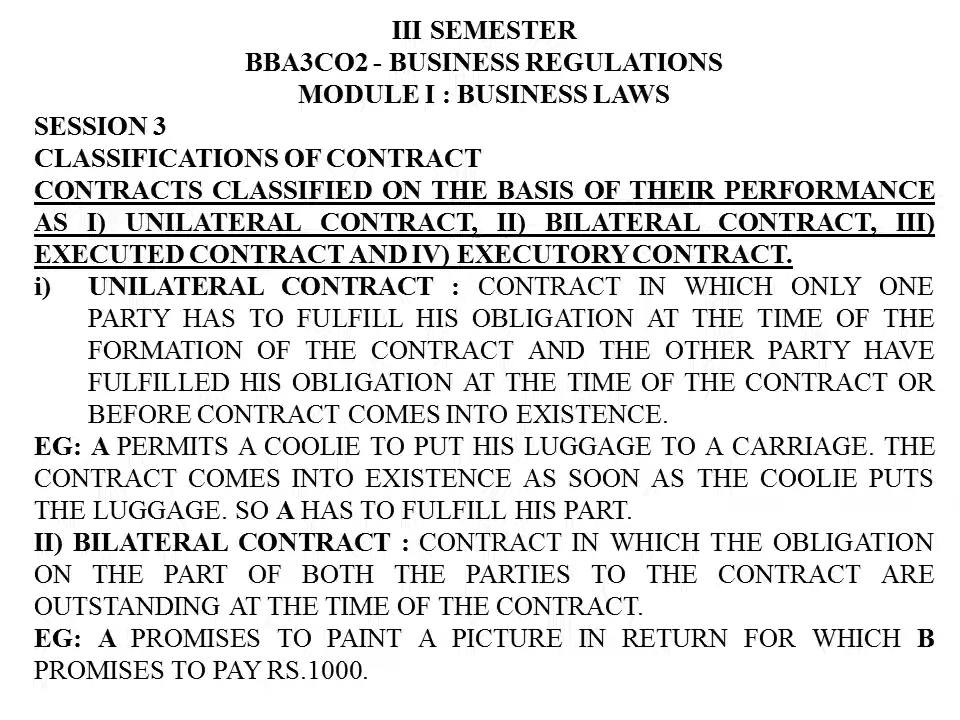 III SEMESTER
BBA3CO2 - BUSINESS REGULATIONS
MODULE I : BUSINESS LAWS
SESSION 3
CLASSIFICATIONS OF CONTRACT
CONTRACTS CLASSIFIED ON THE BASIS OF THEIR PERFORMANCE
AS I) UNILATERAL CONTRACT, II) BILATERAL CONTRACT, III)
EXECUTED CONTRACT AND IV) EXECUTORY CONTRACT.
i) UNILATERAL CONTRACT : CONTRACT IN WHICH ONLY ONE
PARTY HAS TO FULFILL HIS OBLIGATION AT THE TIME OF THE
FORMATION OF THE CONTRACT AND THE OTHER PARTY HAVE
FULFILLED HIS OBLIGATION AT THE TIME OF THE CONTRACT OR
BEFORE CONTRACT COMES INTO EXISTENCE.
EG: A PERMITS A COOLIE TO PUT HIS LUGGAGE TO A CARRIAGE. THE
CONTRACT COMES INTO EXISTENCE AS SOON AS THE COOLIE PUTS
THE LUGGAGE. SO A HAS TO FULFILL HIS PART.
II) BILATERAL CONTRACT : CONTRACT IN WHICH THE OBLIGATION
ON THE PART OF BOTH THE PARTIES TO THE CONTRACT ARE
OUTSTANDING AT THE TIME OF THE CONTRACT.
EG: A PROMISES TO PAINT A PICTURE IN RETURN FOR WHICH B
PROMISES TO PAY RS.1000.